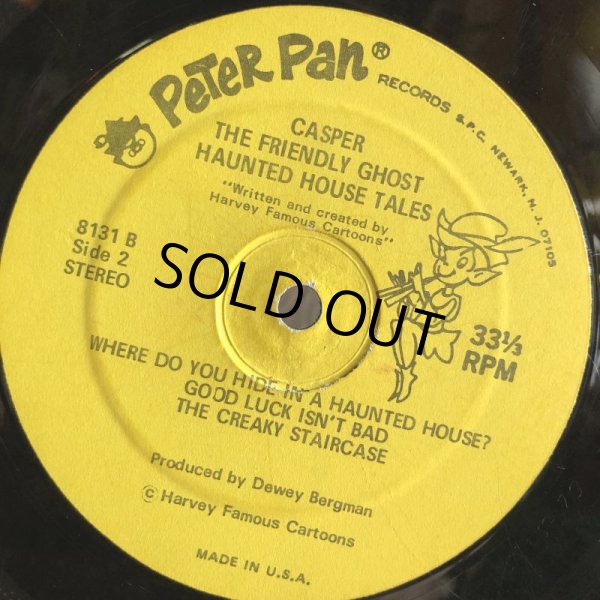 Peter Pan®
RECORDS & P.C. NEWARK, N.J. 07105
CASPER
THE FRIENDLY GHOST
HAUNTED HOUSE TALES
"Written and created by
Harvey Famous Cartoons"
8131 B
Side 2
STEREO
SOLD OUT
33⅓
RPM
WHERE DO YOU HIDE IN A HAUNTED HOUSE?
GOOD LUCK ISN'T BAD
THE CREAKY STAIRCASE
Produced by Dewey Bergman
© Harvey Famous Cartoons
MADE IN U.S.A.